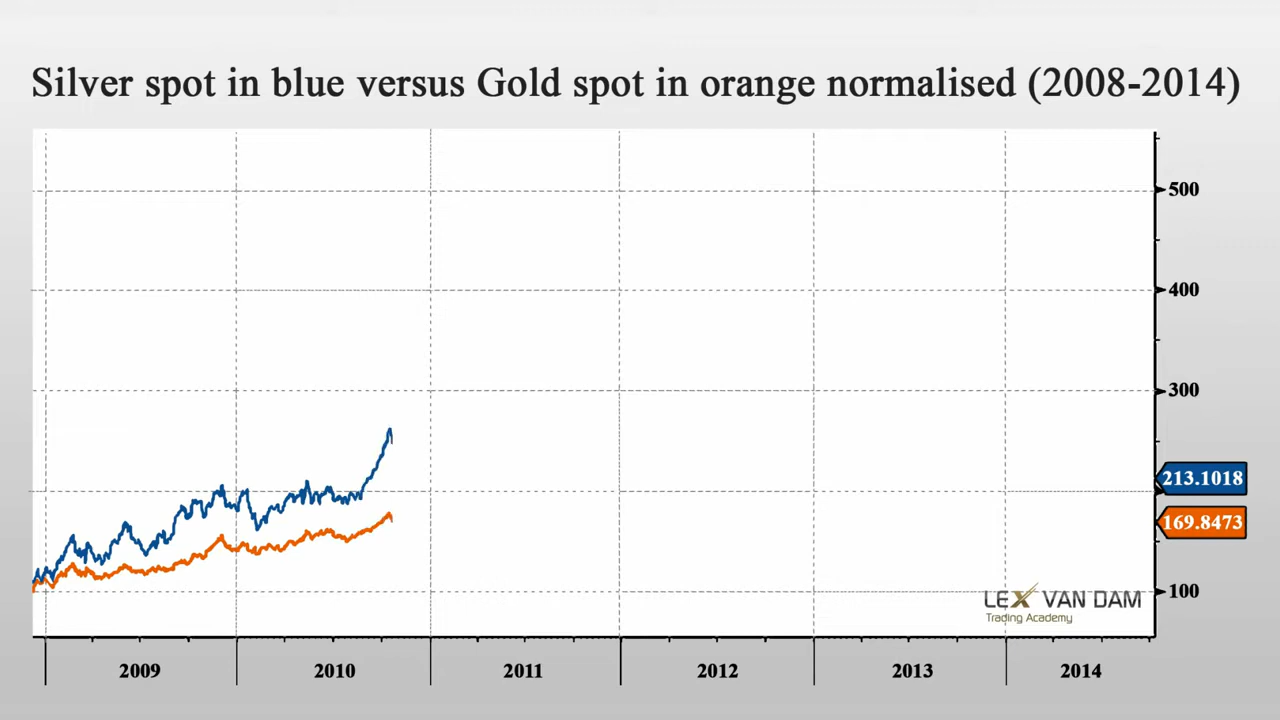 Silver spot in blue versus Gold spot in orange normalised (2008-2014)
500
400
300
213.1018
169.8473
100
LEX VAN DAM
Trading Academy
2009 2010 2011 2012 2013 2014